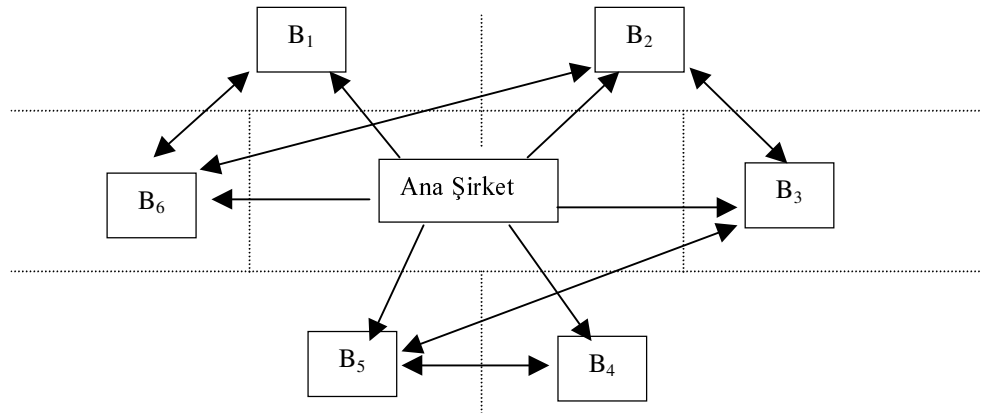 B₁
B₂
Ana Şirket
B₆
B₃
B₅
B₄